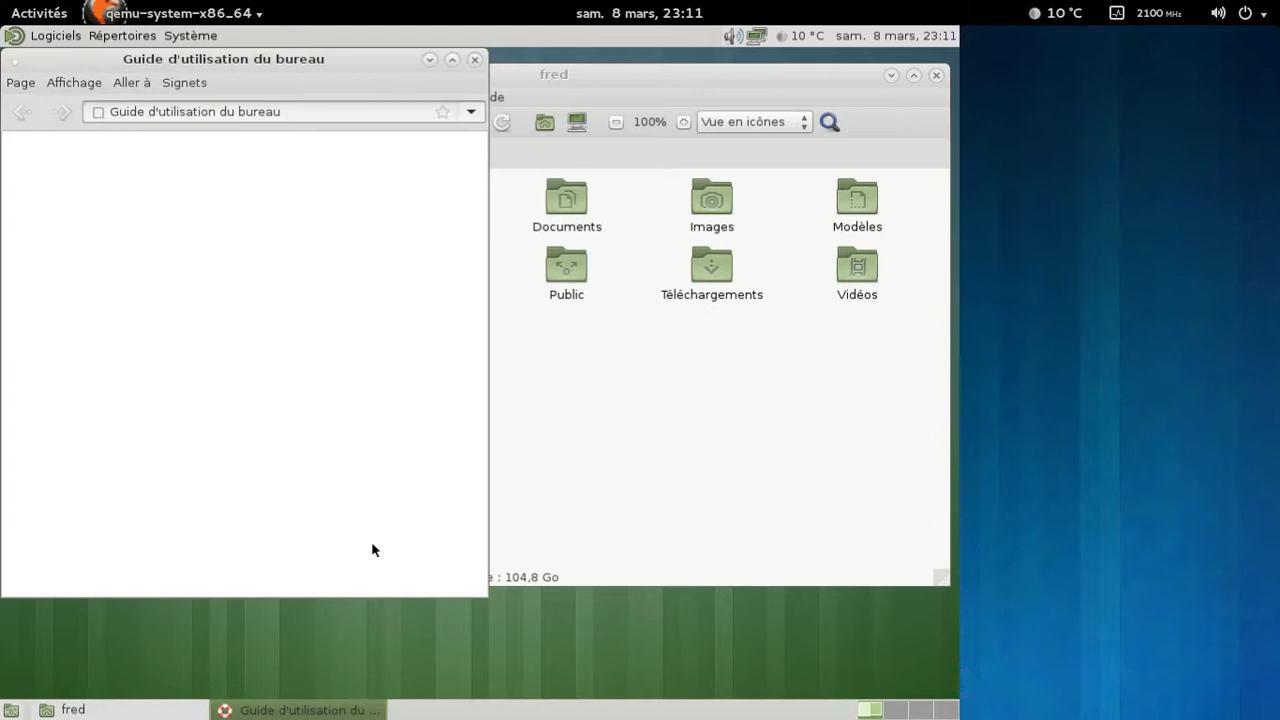 Activités qemu-system-x86_64 sam. 8 mars, 23:11 10 °C 2100 MHz
Logiciels Répertoires Système 10 °C sam. 8 mars, 23:11
Guide d'utilisation du bureau
fred
Page Affichage Aller à Signets
de
Guide d'utilisation du bureau
100% Vue en icônes
Documents Images Modèles
Public Téléchargements Vidéos
e : 104,8 Go
fred Guide d'utilisation du ...